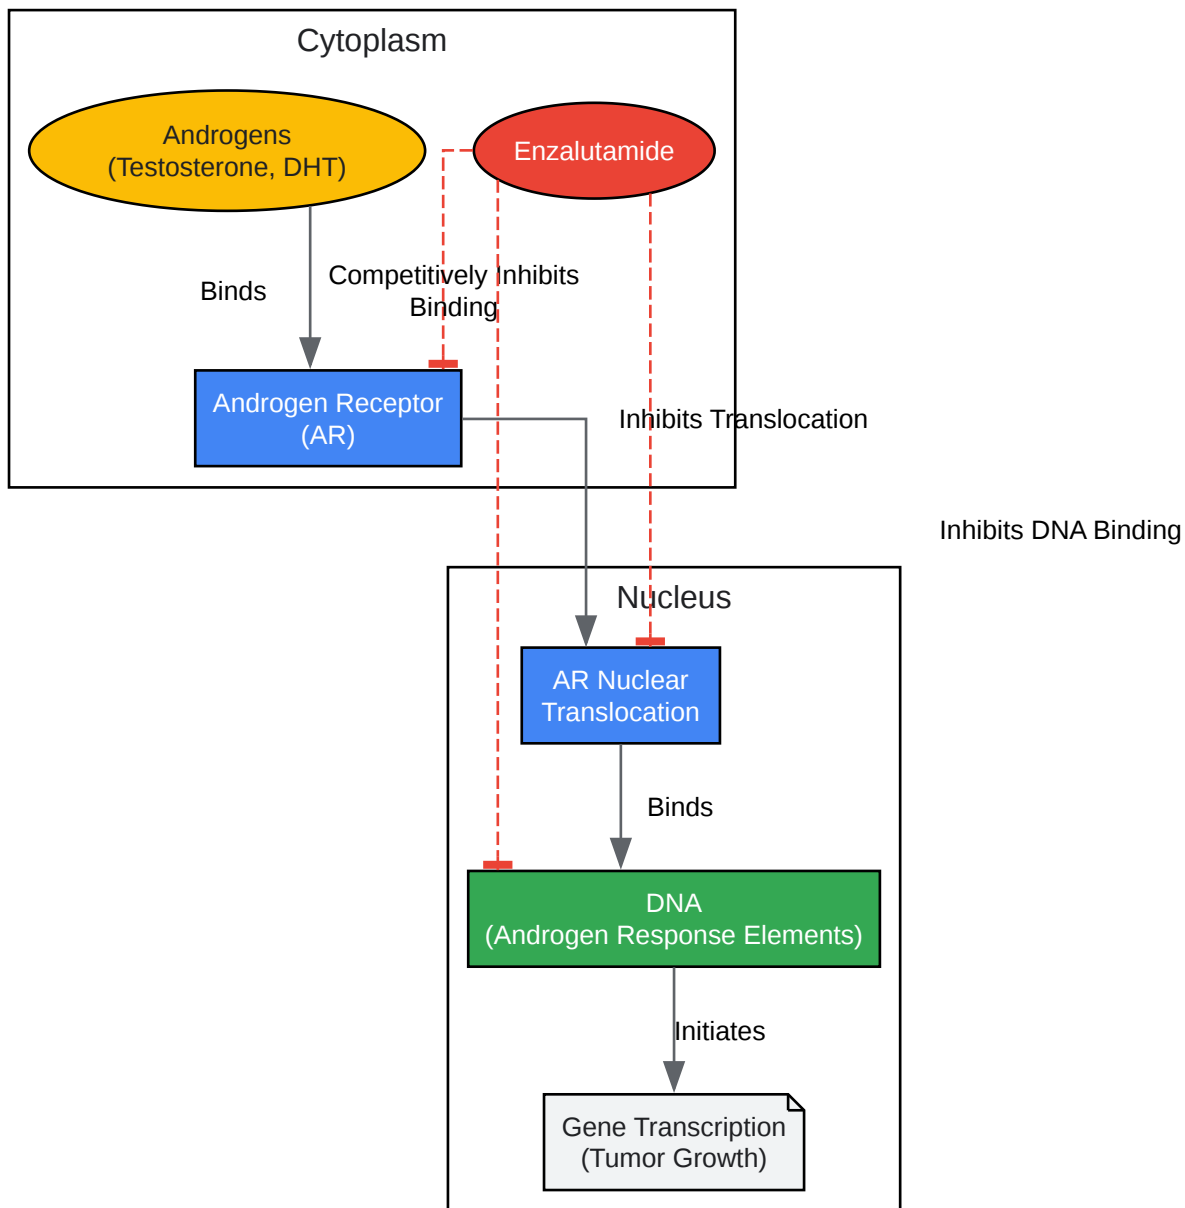 Cytoplasm
Androgens
(Testosterone, DHT)
Enzalutamide
Binds
Competitively Inhibits
Binding
Androgen Receptor
(AR)
Inhibits Translocation
Inhibits DNA Binding
Nucleus
AR Nuclear
Translocation
Binds
DNA
(Androgen Response Elements)
Initiates
Gene Transcription
(Tumor Growth)